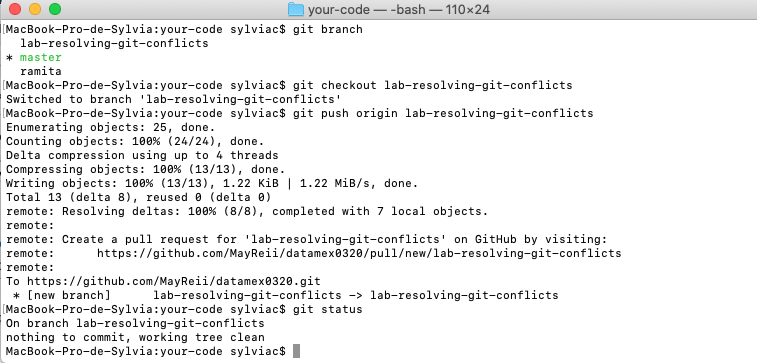 your-code — -bash — 110×24
[MacBook-Pro-de-Sylvia:your-code sylviac$ git branch
  lab-resolving-git-conflicts
* master
  ramita
[MacBook-Pro-de-Sylvia:your-code sylviac$ git checkout lab-resolving-git-conflicts
Switched to branch 'lab-resolving-git-conflicts'
[MacBook-Pro-de-Sylvia:your-code sylviac$ git push origin lab-resolving-git-conflicts
Enumerating objects: 25, done.
Counting objects: 100% (24/24), done.
Delta compression using up to 4 threads
Compressing objects: 100% (13/13), done.
Writing objects: 100% (13/13), 1.22 KiB | 1.22 MiB/s, done.
Total 13 (delta 8), reused 0 (delta 0)
remote: Resolving deltas: 100% (8/8), completed with 7 local objects.
remote:
remote: Create a pull request for 'lab-resolving-git-conflicts' on GitHub by visiting:
remote:      https://github.com/MayReii/datamex0320/pull/new/lab-resolving-git-conflicts
remote:
To https://github.com/MayReii/datamex0320.git
 * [new branch]      lab-resolving-git-conflicts -> lab-resolving-git-conflicts
[MacBook-Pro-de-Sylvia:your-code sylviac$ git status
On branch lab-resolving-git-conflicts
nothing to commit, working tree clean
MacBook-Pro-de-Sylvia:your-code sylviac$